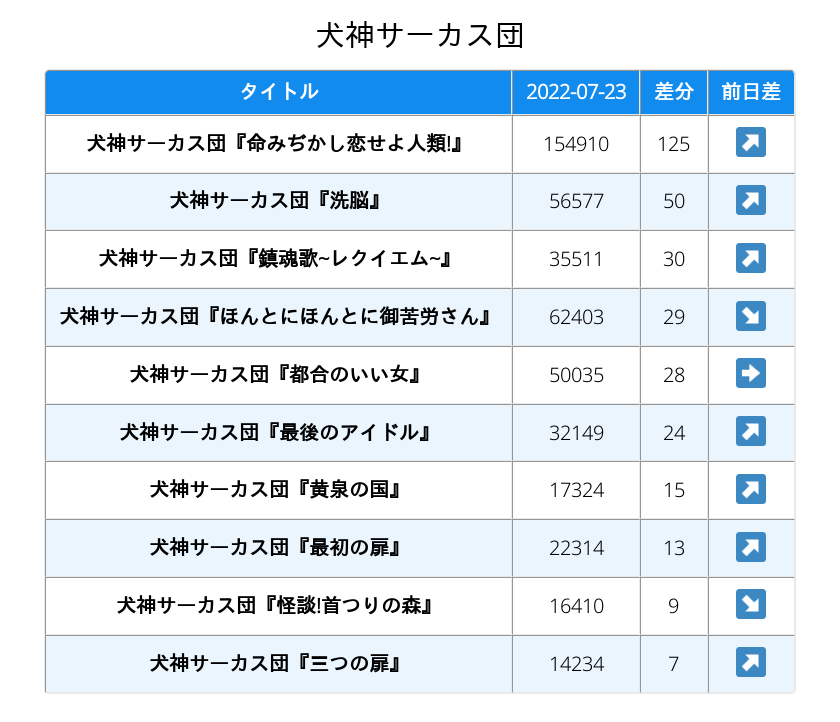 犬神サーカス団
タイトル 2022-07-23 差分 前日差
犬神サーカス団『命みぢかし恋せよ人類!』 154910 125 ↗
犬神サーカス団『洗脳』 56577 50 ↗
犬神サーカス団『鎮魂歌~レクイエム~』 35511 30 ↗
犬神サーカス団『ほんとにほんとに御苦労さん』 62403 29 ↘
犬神サーカス団『都合のいい女』 50035 28 ➡
犬神サーカス団『最後のアイドル』 32149 24 ↗
犬神サーカス団『黄泉の国』 17324 15 ↗
犬神サーカス団『最初の扉』 22314 13 ↗
犬神サーカス団『怪談!首つりの森』 16410 9 ↘
犬神サーカス団『三つの扉』 14234 7 ↗